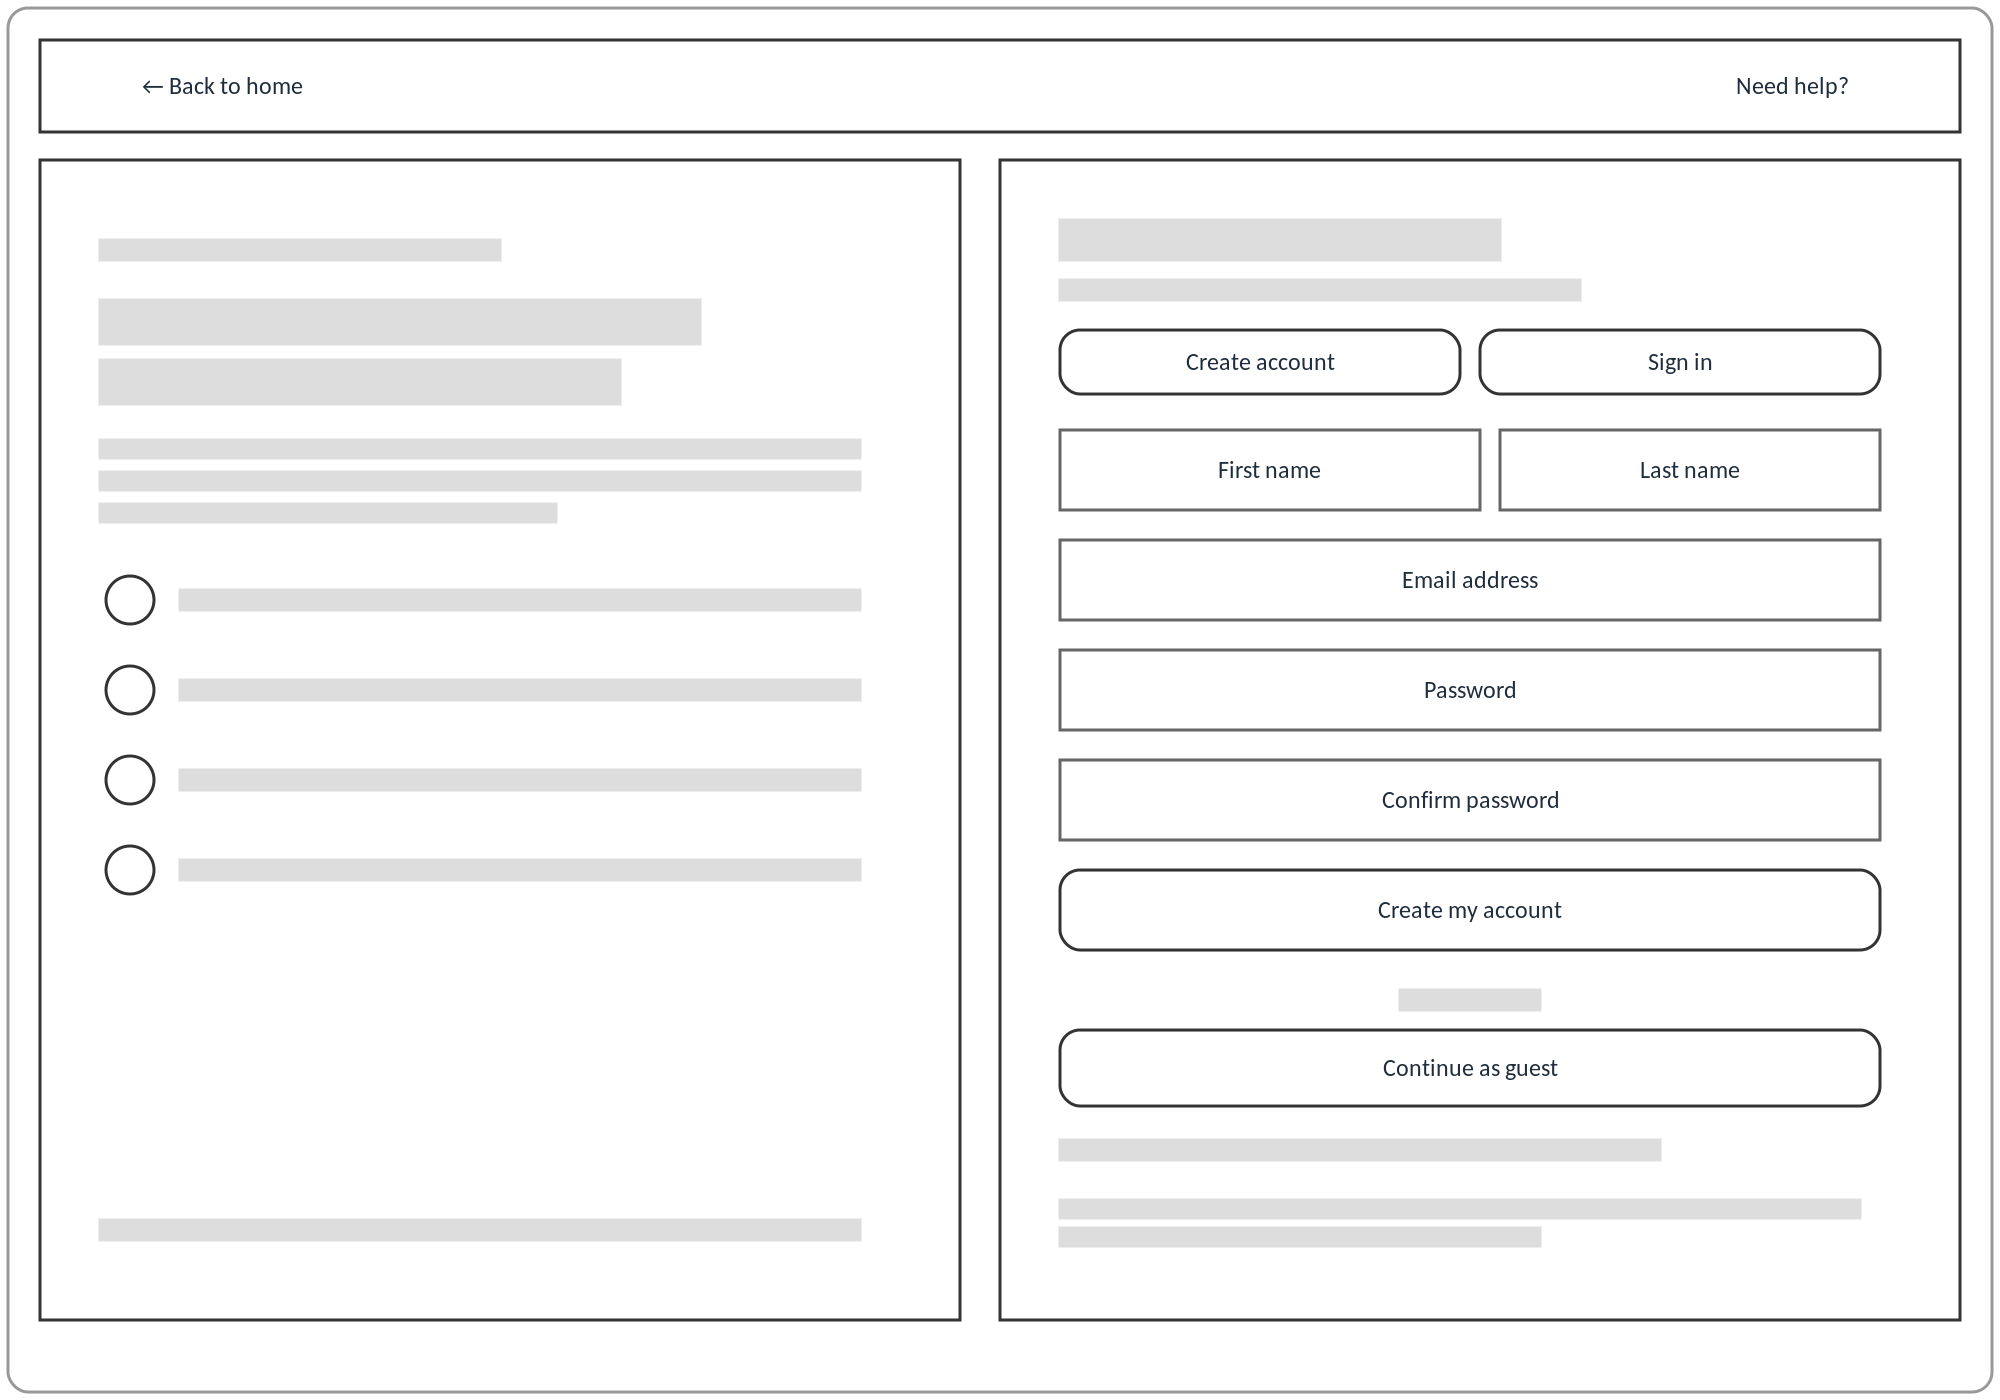 ← Back to home
Need help?
Create account
Sign in
First name
Last name
Email address
Password
Confirm password
Create my account
Continue as guest